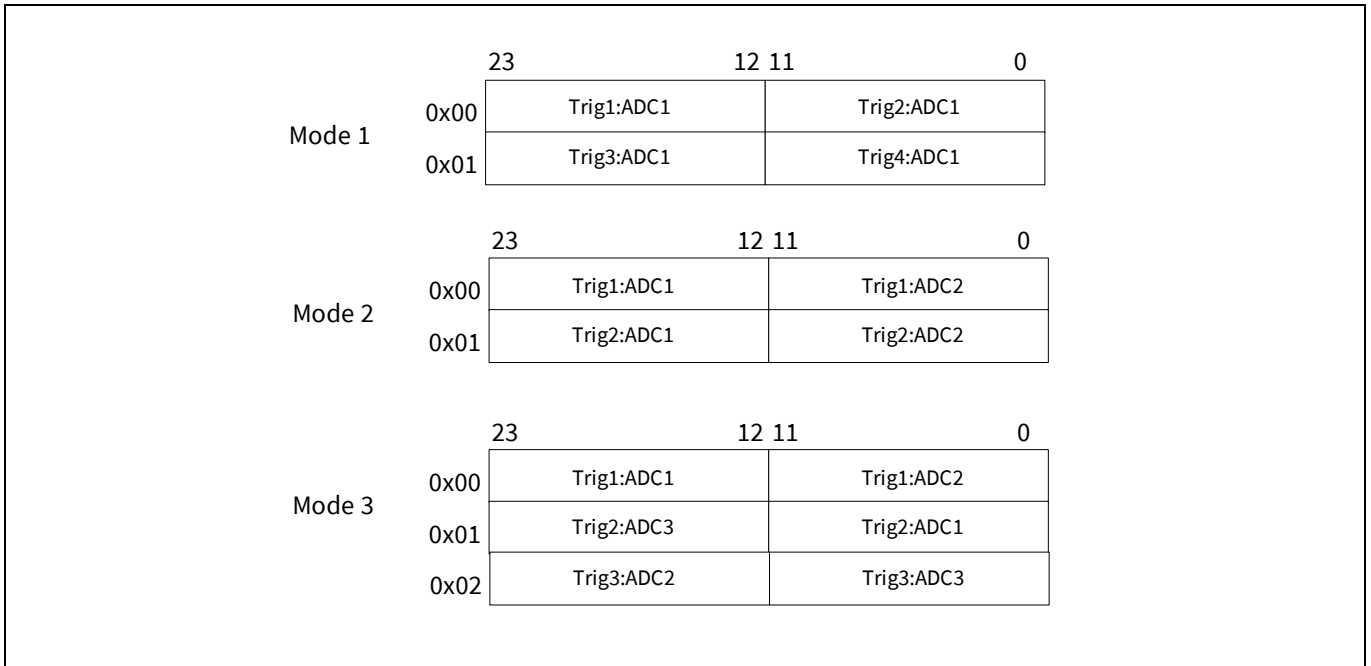 23 12 11 0
Mode 1
0x00 Trig1:ADC1 Trig2:ADC1
0x01 Trig3:ADC1 Trig4:ADC1
23 12 11 0
Mode 2
0x00 Trig1:ADC1 Trig1:ADC2
0x01 Trig2:ADC1 Trig2:ADC2
23 12 11 0
Mode 3
0x00 Trig1:ADC1 Trig1:ADC2
0x01 Trig2:ADC3 Trig2:ADC1
0x02 Trig3:ADC2 Trig3:ADC3